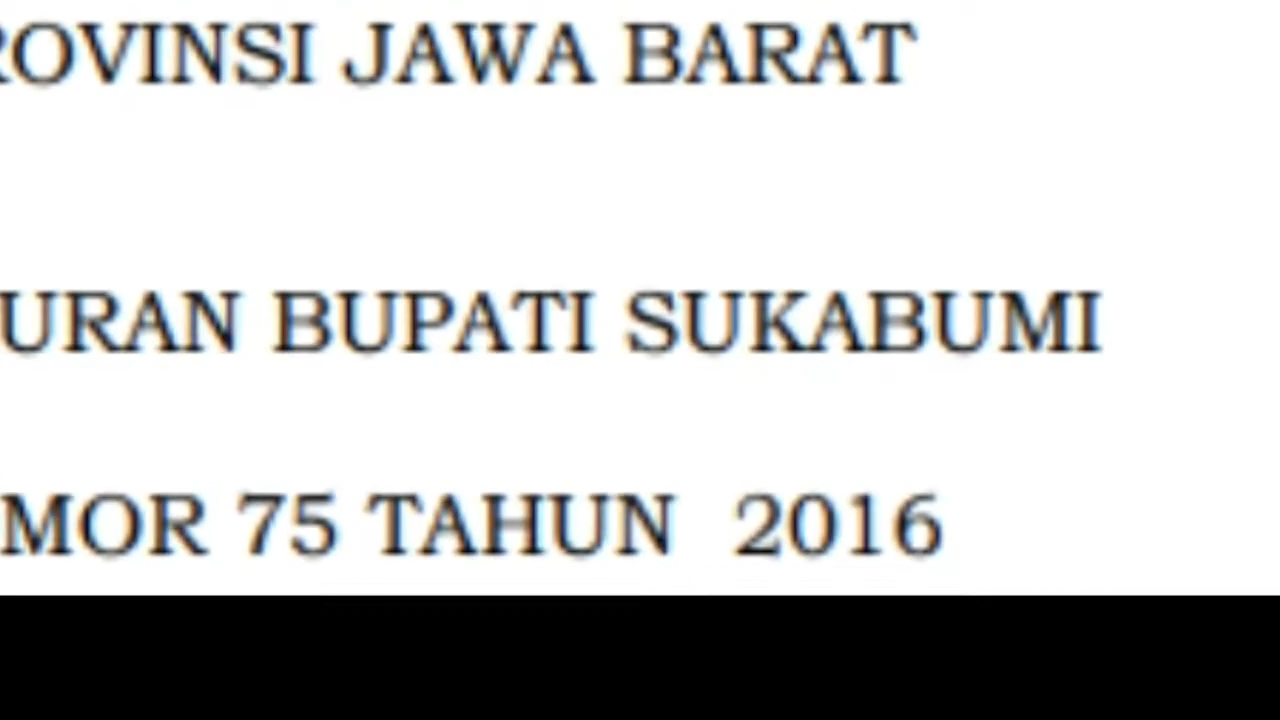 ROVINSI JAWA BARAT
URAN BUPATI SUKABUMI
MOR 75 TAHUN 2016